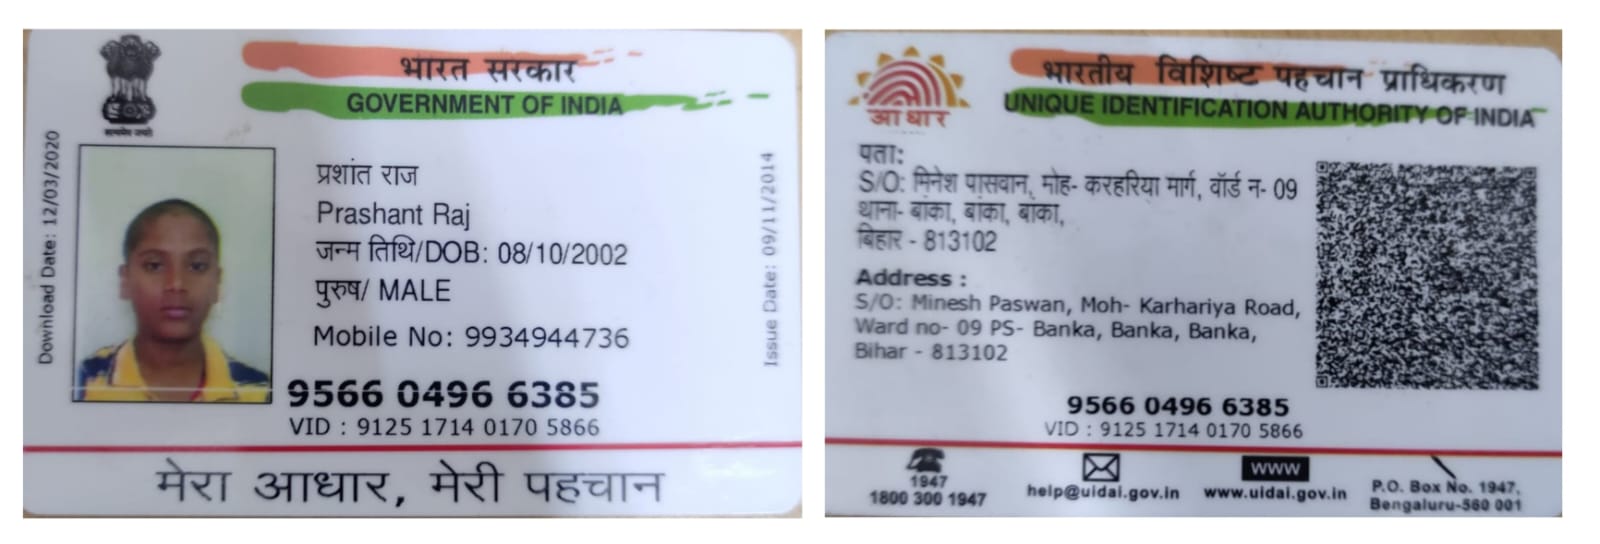 भारत सरकार
GOVERNMENT OF INDIA
Download Date: 12/03/2020
प्रशांत राज
Prashant Raj
जन्म तिथि/DOB: 08/10/2002
पुरुष/ MALE
Mobile No: 9934944736
Issue Date: 09/11/2014
9566 0496 6385
VID : 9125 1714 0170 5866
मेरा आधार, मेरी पहचान
आधार
भारतीय विशिष्ट पहचान प्राधिकरण
UNIQUE IDENTIFICATION AUTHORITY OF INDIA
पता:
S/O: मिनेश पासवान, मोह- करहरिया मार्ग, वॉर्ड न- 09
थाना- बांका, बांका, बांका,
बिहार - 813102
Address :
S/O: Minesh Paswan, Moh- Karhariya Road,
Ward no- 09 PS- Banka, Banka, Banka,
Bihar - 813102
9566 0496 6385
VID : 9125 1714 0170 5866
1947
1800 300 1947
help@uidai.gov.in
www
www.uidai.gov.in
P.O. Box No. 1947,
Bengaluru-560 001